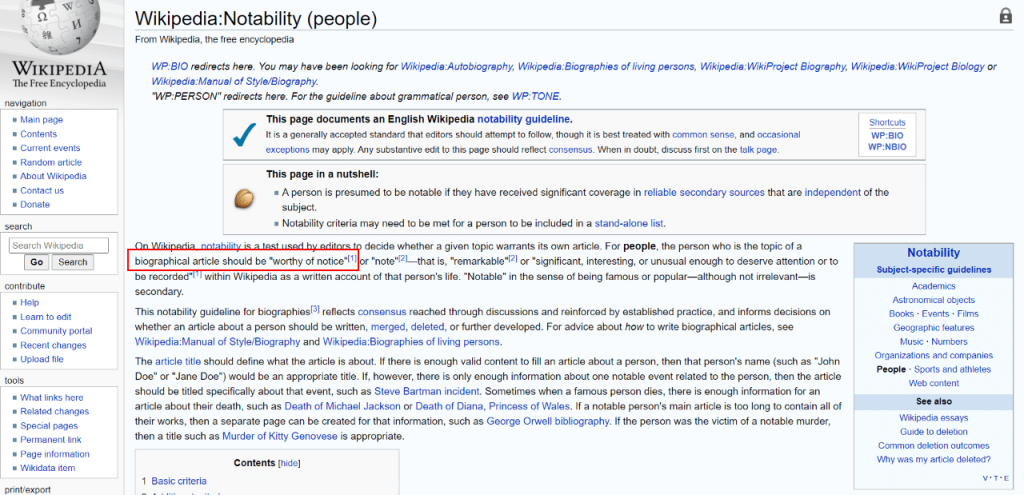 Wikipedia:Notability (people)
From Wikipedia, the free encyclopedia
WP:BIO redirects here. You may have been looking for Wikipedia:Autobiography, Wikipedia:Biographies of living persons, Wikipedia:WikiProject Biography, Wikipedia:WikiProject Biology or
Wikipedia:Manual of Style/Biography.
"WP:PERSON" redirects here. For the guideline about grammatical person, see WP:TONE.
This page documents an English Wikipedia notability guideline.
It is a generally accepted standard that editors should attempt to follow, though it is best treated with common sense, and occasional
exceptions may apply. Any substantive edit to this page should reflect consensus. When in doubt, discuss first on the talk page.
Shortcuts
WP:BIO
WP:NBIO
This page in a nutshell:
A person is presumed to be notable if they have received significant coverage in reliable secondary sources that are independent of the
subject.
Notability criteria may need to be met for a person to be included in a stand-alone list.
On Wikipedia, notability is a test used by editors to decide whether a given topic warrants its own article. For people, the person who is the topic of a
biographical article should be "worthy of notice"[1] or "note"[2]—that is, "remarkable"[2] or "significant, interesting, or unusual enough to deserve attention or to
be recorded"[1] within Wikipedia as a written account of that person's life. "Notable" in the sense of being famous or popular—although not irrelevant—is
secondary.
This notability guideline for biographies[3] reflects consensus reached through discussions and reinforced by established practice, and informs decisions on
whether an article about a person should be written, merged, deleted, or further developed. For advice about how to write biographical articles, see
Wikipedia:Manual of Style/Biography and Wikipedia:Biographies of living persons.
The article title should define what the article is about. If there is enough valid content to fill an article about a person, then that person's name (such as "John
Doe" or "Jane Doe") would be an appropriate title. If, however, there is only enough information about one notable event related to the person, then the article
should be titled specifically about that event, such as Steve Bartman incident. Sometimes when a famous person dies, there is enough information for an
article about their death, such as Death of Michael Jackson or Death of Diana, Princess of Wales. If a notable person's main article is too long to contain all of
their works, then a separate page can be created for that information, such as George Orwell bibliography. If the person was the victim of a notable murder,
then a title such as Murder of Kitty Genovese is appropriate.
Contents [hide]
1 Basic criteria
Notability
Subject-specific guidelines
Academics
Astronomical objects
Books · Events · Films
Geographic features
Music · Numbers
Organizations and companies
People · Sports and athletes
Web content
See also
Wikipedia essays
Guide to deletion
Common deletion outcomes
Why was my article deleted?
V · T · E
WIKIPEDIA
The Free Encyclopedia
navigation
Main page
Contents
Current events
Random article
About Wikipedia
Contact us
Donate
search
Search Wikipedia
Go Search
contribute
Help
Learn to edit
Community portal
Recent changes
Upload file
tools
What links here
Related changes
Special pages
Permanent link
Page information
Wikidata item
print/export